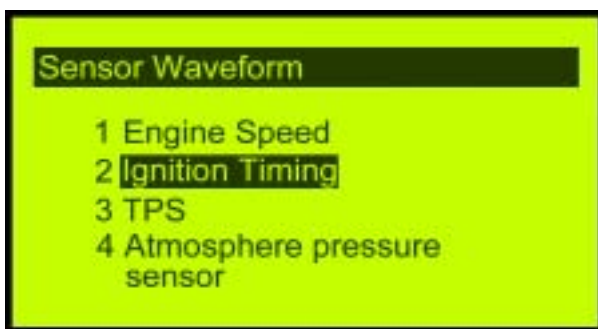 Sensor Waveform
1 Engine Speed
2 Ignition Timing
3 TPS
4 Atmosphere pressure
sensor